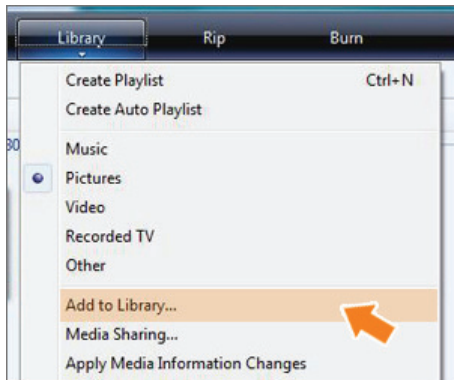 Library Rip Burn
Create Playlist Ctrl+N
Create Auto Playlist
30
Music
Pictures
Video
Recorded TV
Other
Add to Library...
Media Sharing...
Apply Media Information Changes